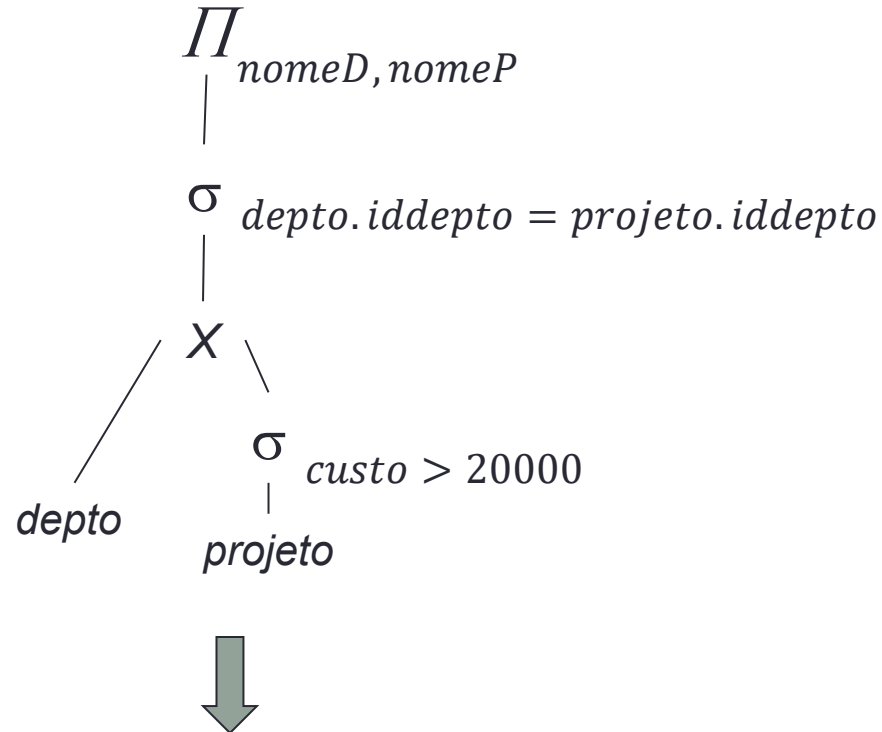 Π nomeD, nomeP
σ depto.iddepto = projeto.iddepto
X
σ custo > 20000
depto
projeto